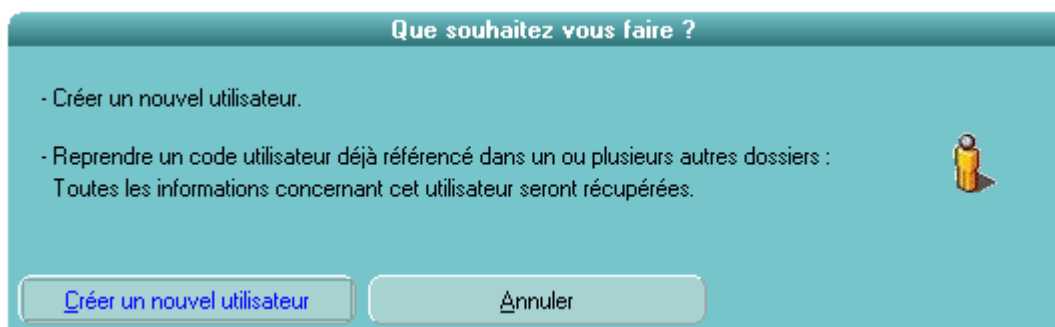 Que souhaitez vous faire ?
- Créer un nouvel utilisateur.
- Reprendre un code utilisateur déjà référencé dans un ou plusieurs autres dossiers :
Toutes les informations concernant cet utilisateur seront récupérées.
Créer un nouvel utilisateur
Annuler